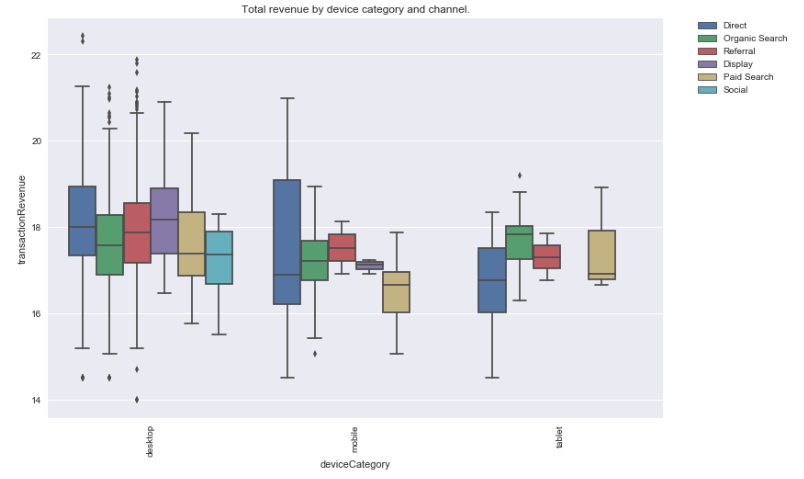 Total revenue by device category and channel.
Direct
Organic Search
Referral
Display
Paid Search
Social
22
20
18
16
14
transactionRevenue
desktop
mobile
tablet
deviceCategory